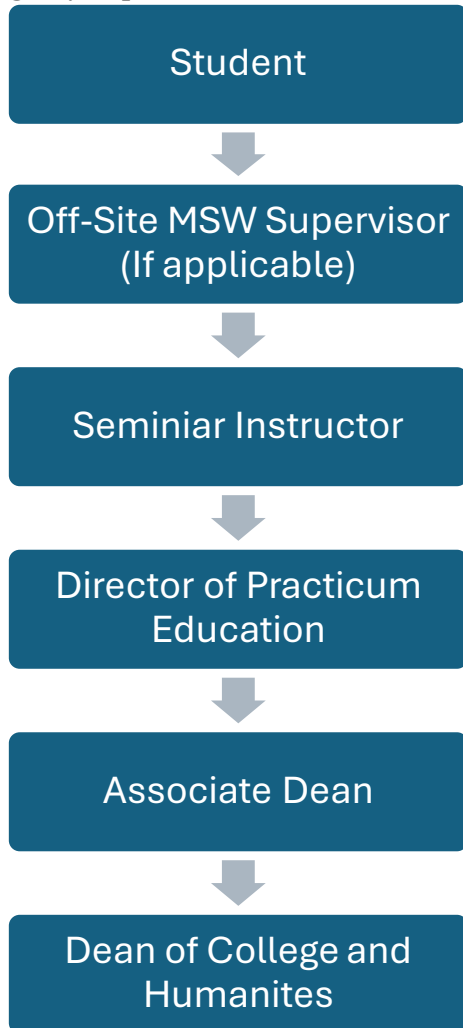 Student
Off-Site MSW Supervisor
(If applicable)
Seminiar Instructor
Director of Practicum
Education
Associate Dean
Dean of College and
Humanites